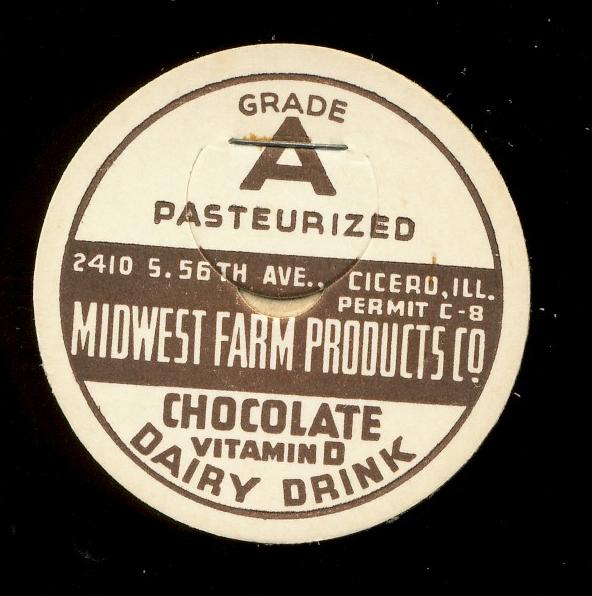 GRADE
A
PASTEURIZED
2410 S. 56TH AVE., CICERO, ILL.
PERMIT C-8
MIDWEST FARM PRODUCTS CO
CHOCOLATE
VITAMIN D
DAIRY DRINK